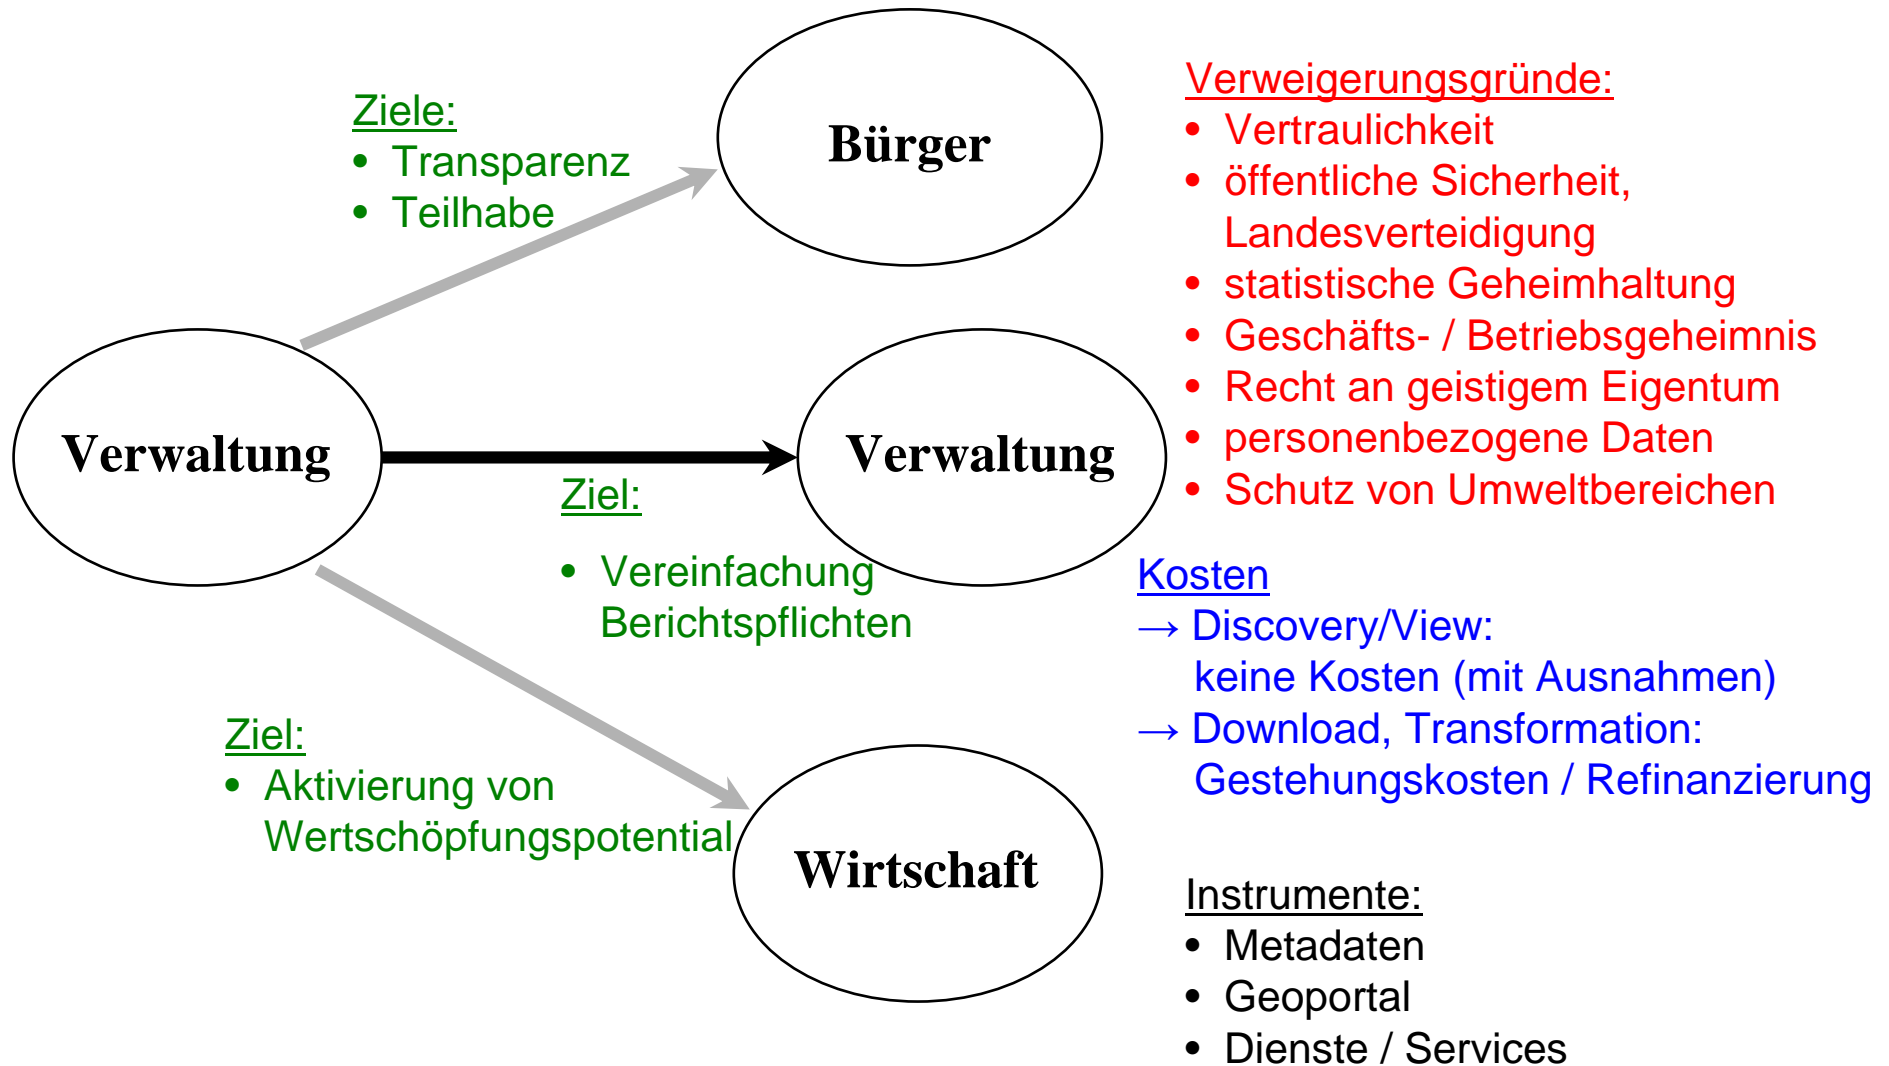 Ziele:
• Transparenz
• Teilhabe
Bürger
Verwaltung
Verwaltung
Ziel:
• Vereinfachung
Berichtspflichten
Ziel:
• Aktivierung von
Wertschöpfungspotential
Wirtschaft
Verweigerungsgründe:
• Vertraulichkeit
• öffentliche Sicherheit,
Landesverteidigung
• statistische Geheimhaltung
• Geschäfts- / Betriebsgeheimnis
• Recht an geistigem Eigentum
• personenbezogene Daten
• Schutz von Umweltbereichen
Kosten
→ Discovery/View:
keine Kosten (mit Ausnahmen)
→ Download, Transformation:
Gestehungskosten / Refinanzierung
Instrumente:
• Metadaten
• Geoportal
• Dienste / Services